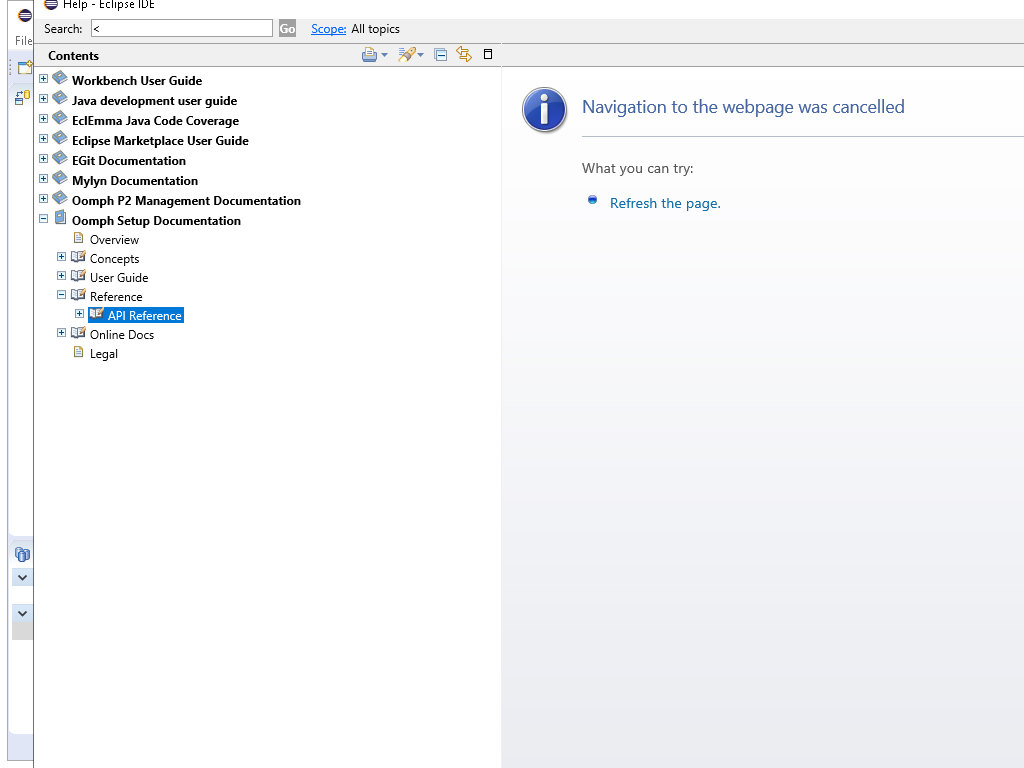 Help - Eclipse IDE
File
Search: < Go Scope: All topics
Contents
Workbench User Guide
Java development user guide
EclEmma Java Code Coverage
Eclipse Marketplace User Guide
EGit Documentation
Mylyn Documentation
Oomph P2 Management Documentation
Oomph Setup Documentation
Overview
Concepts
User Guide
Reference
API Reference
Online Docs
Legal
Navigation to the webpage was cancelled
What you can try:
Refresh the page.